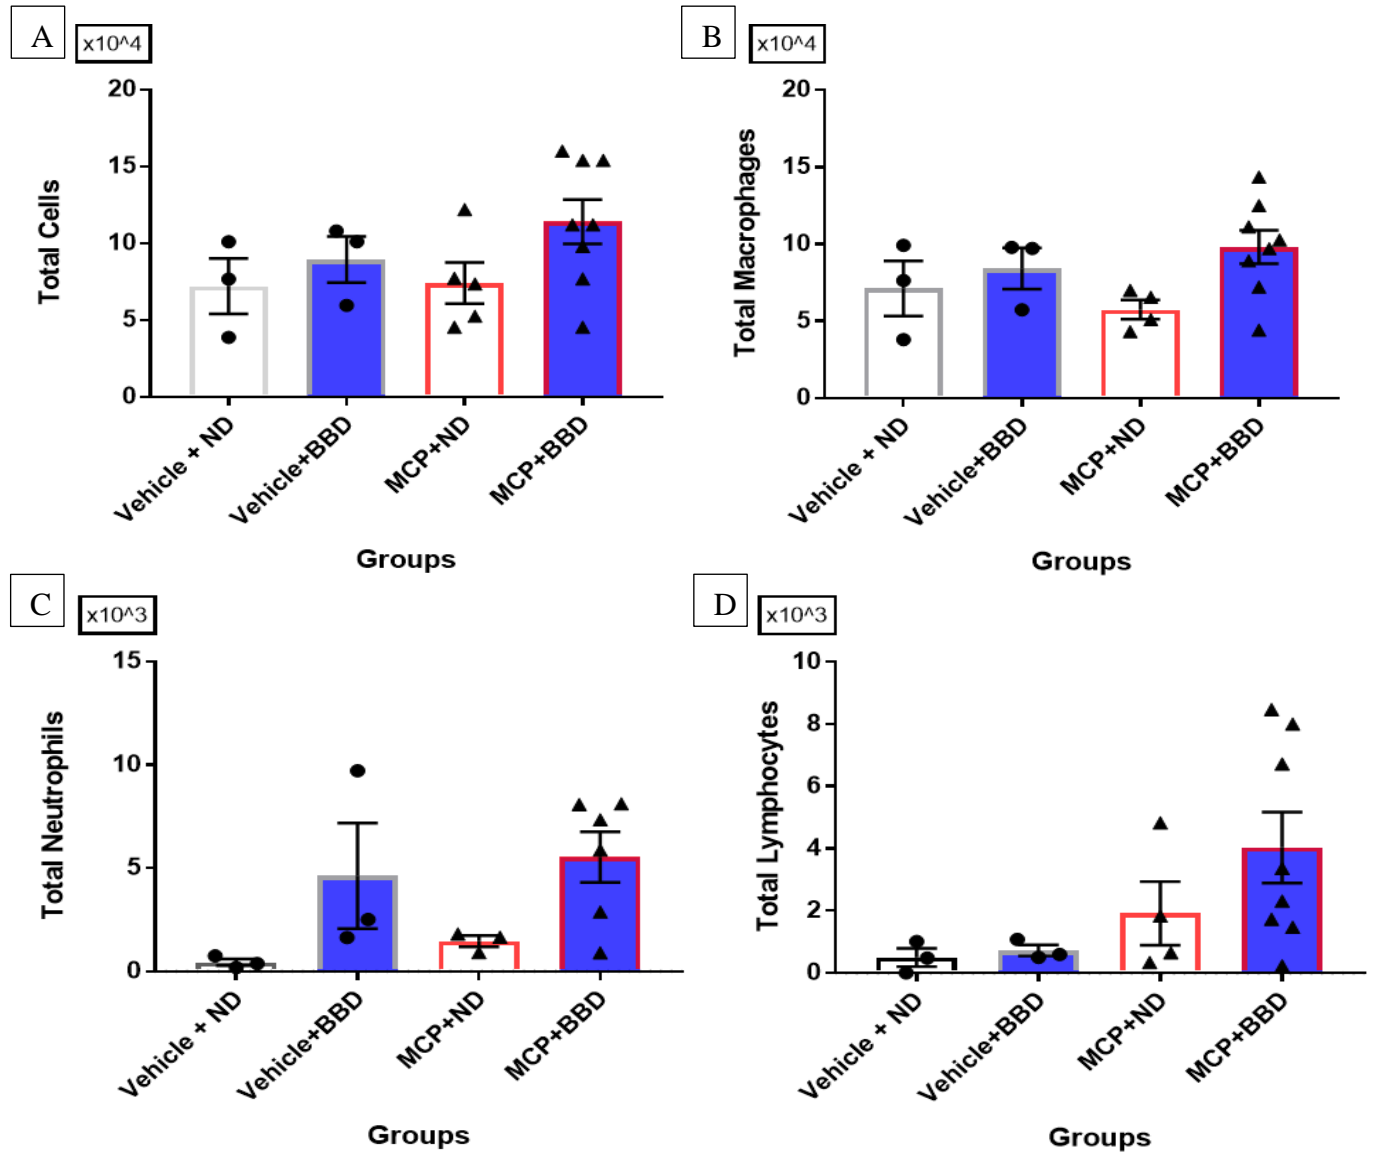 A
x10^4
Total Cells
20
15
10
5
0
Vehicle + ND
Vehicle+BBD
MCP+ND
MCP+BBD
Groups
B
x10^4
Total Macrophages
20
15
10
5
0
Vehicle + ND
Vehicle+BBD
MCP+ND
MCP+BBD
Groups
C
x10^3
Total Neutrophils
15
10
5
0
Vehicle + ND
Vehicle+BBD
MCP+ND
MCP+BBD
Groups
D
x10^3
Total Lymphocytes
10
8
6
4
2
0
Vehicle + ND
Vehicle+BBD
MCP+ND
MCP+BBD
Groups